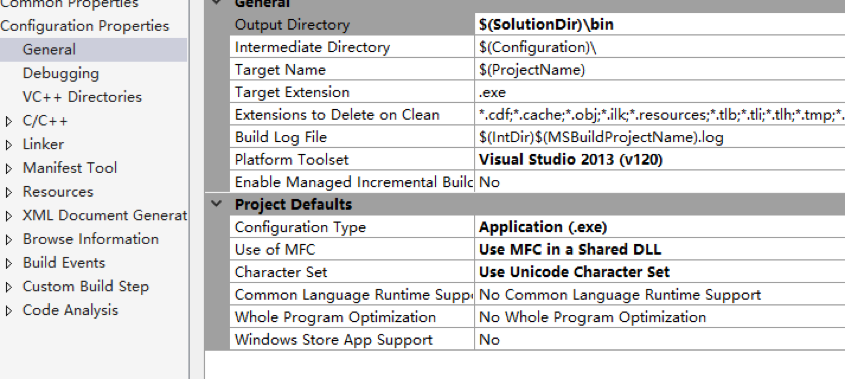 Common Properties
Configuration Properties
General
Debugging
VC++ Directories
C/C++
Linker
Manifest Tool
Resources
XML Document Generat
Browse Information
Build Events
Custom Build Step
Code Analysis
General
Output Directory $(SolutionDir)\bin
Intermediate Directory $(Configuration)\
Target Name $(ProjectName)
Target Extension .exe
Extensions to Delete on Clean *.cdf;*.cache;*.obj;*.ilk;*.resources;*.tlb;*.tli;*.tlh;*.tmp;*.
Build Log File $(IntDir)$(MSBuildProjectName).log
Platform Toolset Visual Studio 2013 (v120)
Enable Managed Incremental Builc No
Project Defaults
Configuration Type Application (.exe)
Use of MFC Use MFC in a Shared DLL
Character Set Use Unicode Character Set
Common Language Runtime Suppo No Common Language Runtime Support
Whole Program Optimization No Whole Program Optimization
Windows Store App Support No